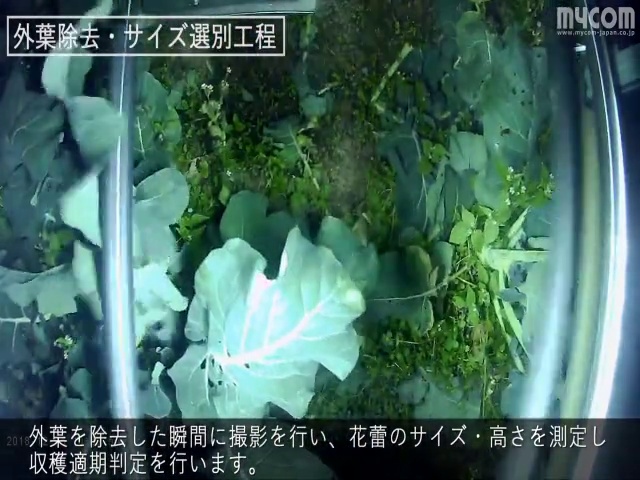 mycom
www.mycom-japan.co.jp
外葉除去・サイズ選別工程
外葉を除去した瞬間に撮影を行い、花蕾のサイズ・高さを測定し
収穫適期判定を行います。